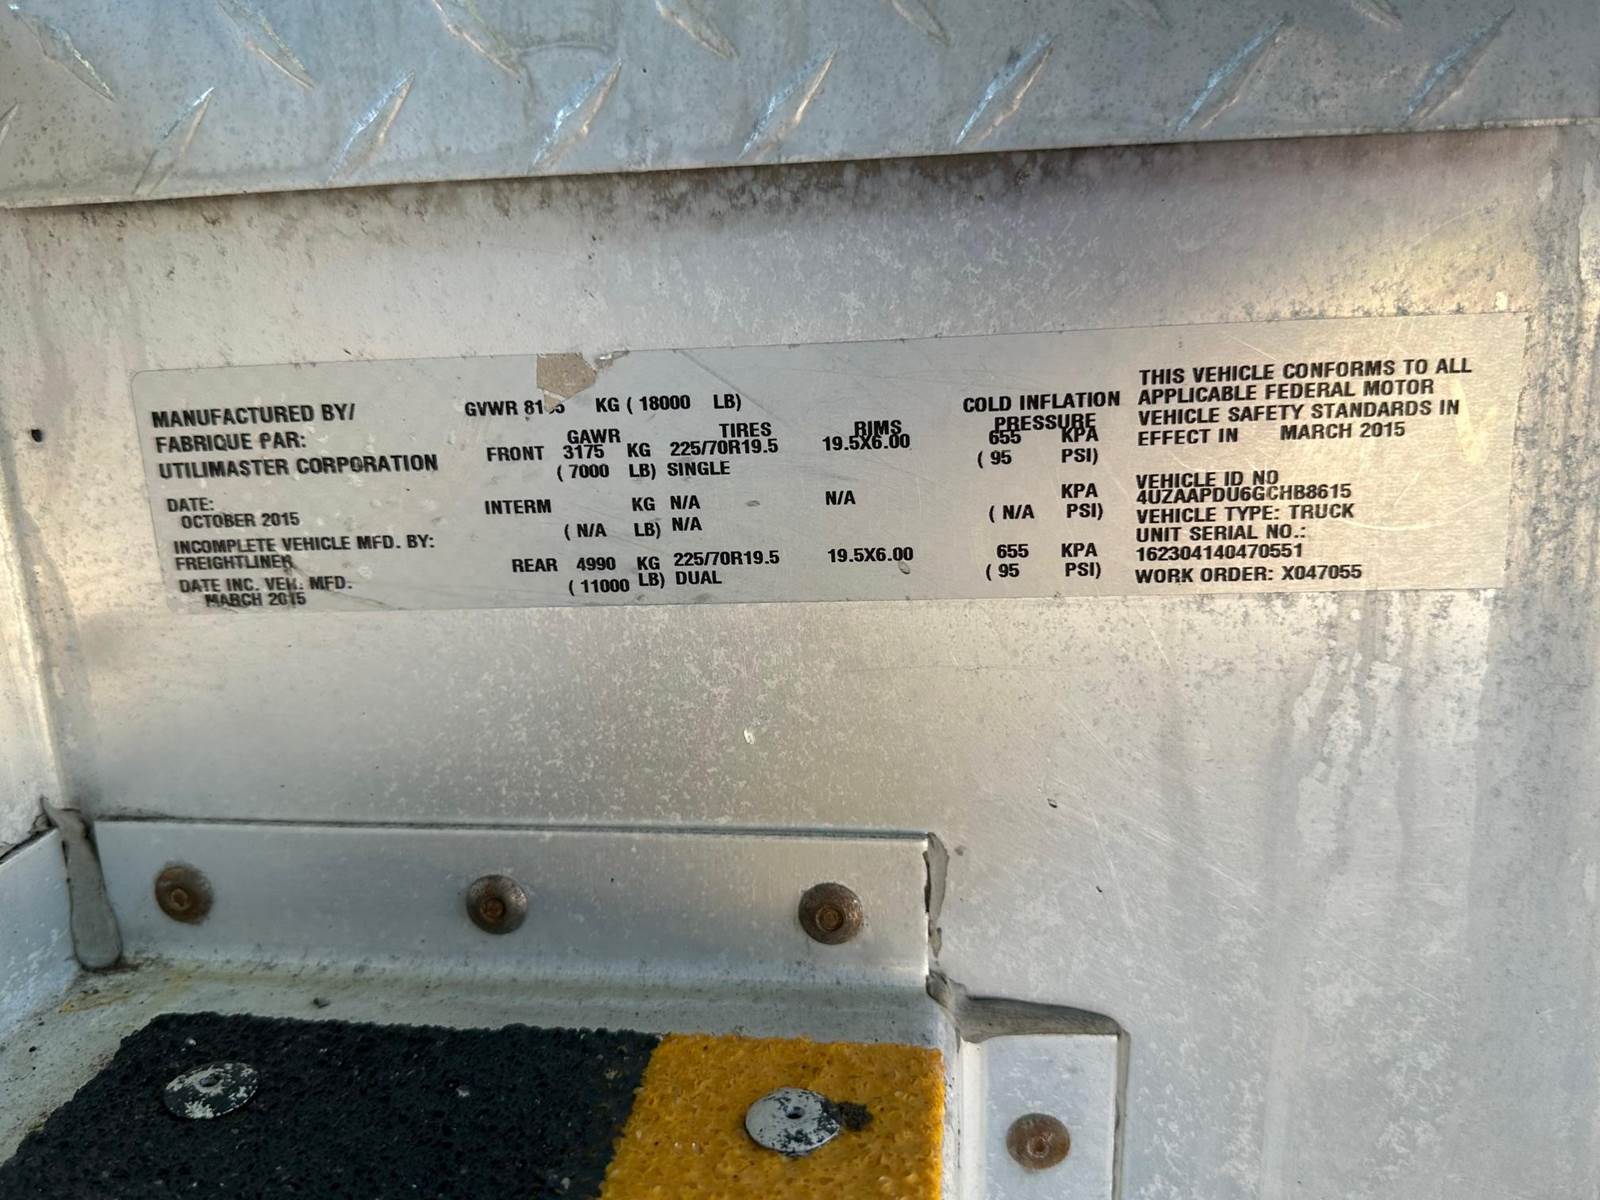 MANUFACTURED BY/
FABRIQUE PAR:
UTILIMASTER CORPORATION
DATE:
OCTOBER 2015
INCOMPLETE VEHICLE MFD. BY:
FREIGHTLINER
DATE INC. VEH. MFD.
MARCH 2015
GVWR KG ( 18000 LB)
GAWR TIRES RIMS COLD INFLATION PRESSURE
FRONT 3175 KG 225/70R19.5 19.5X6.00 655 KPA
( 7000 LB) SINGLE ( 95 PSI)
INTERM KG N/A N/A KPA
( N/A LB) N/A ( N/A PSI)
REAR 4990 KG 225/70R19.5 19.5X6.00 655 KPA
( 11000 LB) DUAL ( 95 PSI)
THIS VEHICLE CONFORMS TO ALL
APPLICABLE FEDERAL MOTOR
VEHICLE SAFETY STANDARDS IN
EFFECT IN MARCH 2015
VEHICLE ID NO
4UZAAPDU6GCHB8615
VEHICLE TYPE: TRUCK
UNIT SERIAL NO.:
162304140470551
WORK ORDER: X047055